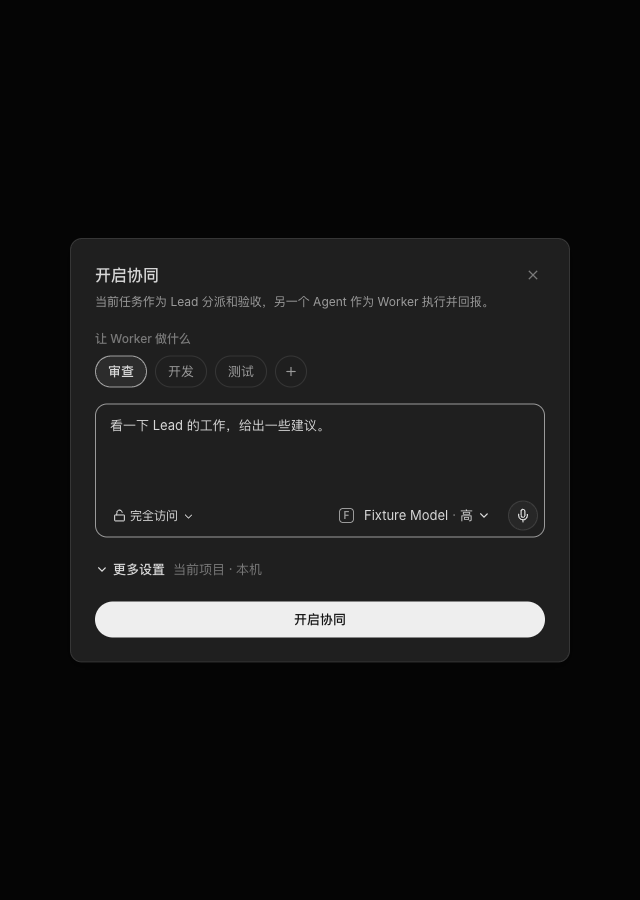 开启协同
当前任务作为 Lead 分派和验收，另一个 Agent 作为 Worker 执行并回报。
让 Worker 做什么
审查 开发 测试 +
看一下 Lead 的工作，给出一些建议。
完全访问 F Fixture Model · 高
更多设置 当前项目 · 本机
开启协同